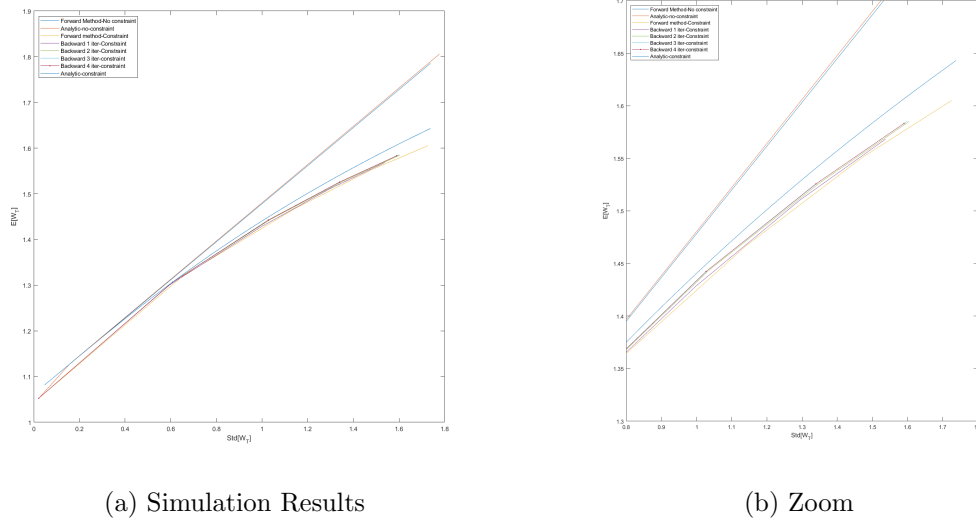 1.9
1.8
1.7
1.6
1.5
1.4
1.3
1.2
1.1
1
E[W_T]
0 0.2 0.4 0.6 0.8 1 1.2 1.4 1.6 1.8
Std[W_T]
Forward Method-No constraint
Analytic-no-constraint
Forward method-Constraint
Backward 1 iter-Constraint
Backward 2 iter-Constraint
Backward 3 iter-constraint
Backward 4 iter-constraint
Analytic-constraint
(a) Simulation Results
1.7
1.65
1.6
1.55
1.5
1.45
1.4
1.35
1.3
E[W_T]
0.8 0.9 1 1.1 1.2 1.3 1.4 1.5 1.6 1.7
Std[W_T]
Forward Method-No constraint
Analytic-no-constraint
Forward method-Constraint
Backward 1 iter-Constraint
Backward 2 iter-Constraint
Backward 3 iter-constraint
Backward 4 iter-constraint
Analytic-constraint
(b) Zoom